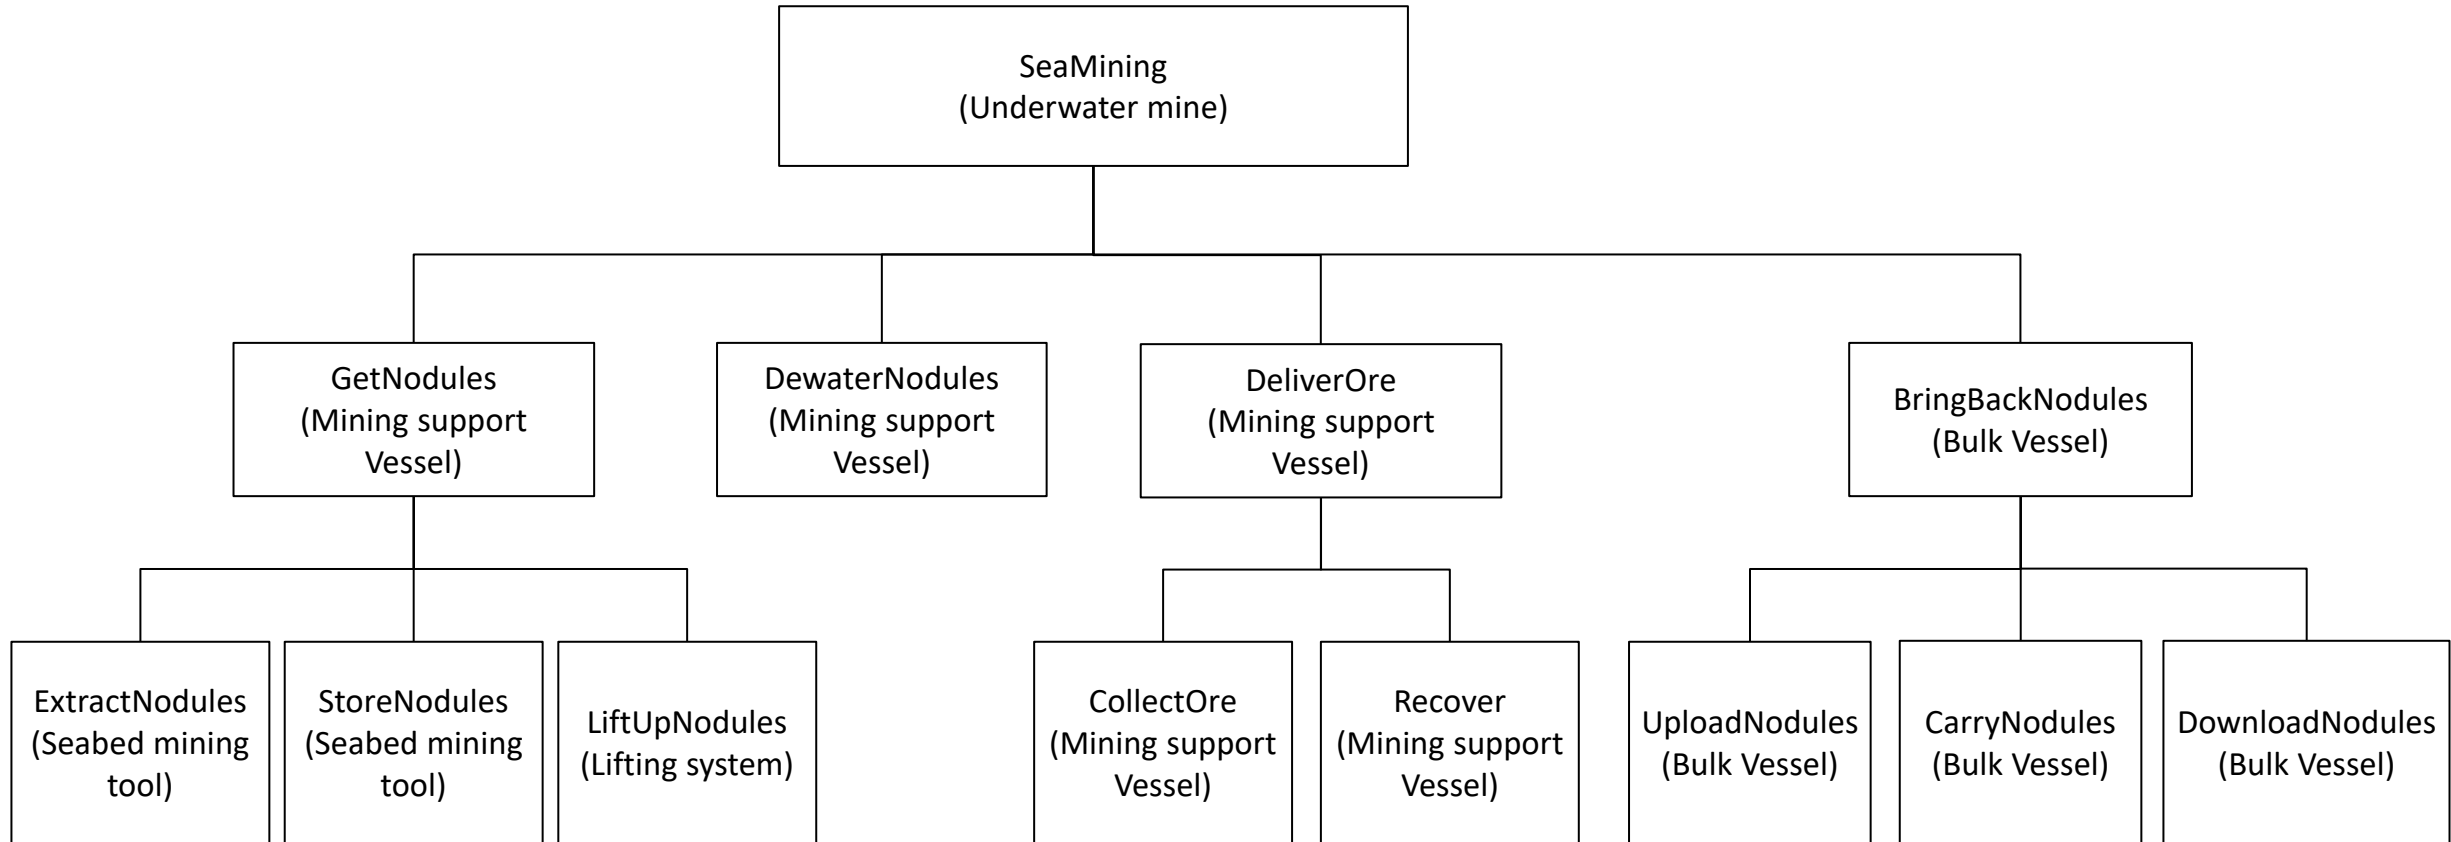 SeaMining
(Underwater mine)
GetNodules
(Mining support
Vessel)
DewaterNodules
(Mining support
Vessel)
DeliverOre
(Mining support
Vessel)
BringBackNodules
(Bulk Vessel)
ExtractNodules
(Seabed mining
tool)
StoreNodules
(Seabed mining
tool)
LiftUpNodules
(Lifting system)
CollectOre
(Mining support
Vessel)
Recover
(Mining support
Vessel)
UploadNodules
(Bulk Vessel)
CarryNodules
(Bulk Vessel)
DownloadNodules
(Bulk Vessel)